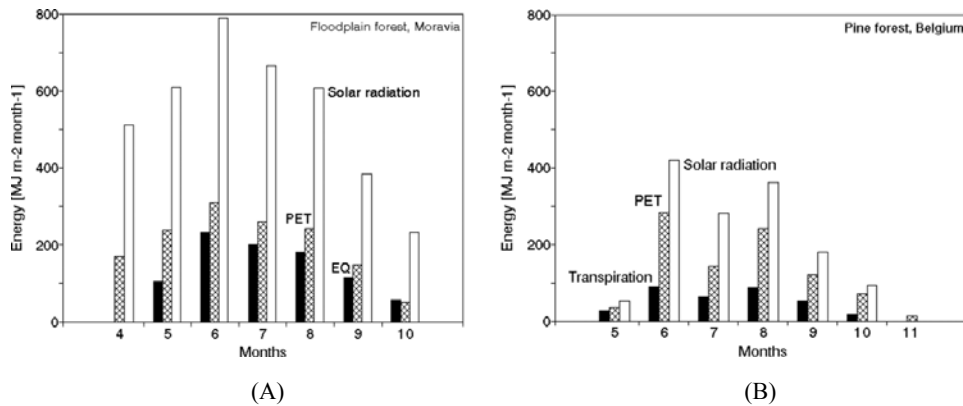 800
600
400
200
0
Energy [MJ m-2 month-1]
Floodplain forest, Moravia
Solar radiation
PET
EQ
4 5 6 7 8 9 10
Months
(A)
800
600
400
200
0
Energy [MJ m-2 month-1]
Pine forest, Belgium
Solar radiation
PET
Transpiration
5 6 7 8 9 10 11
Months
(B)